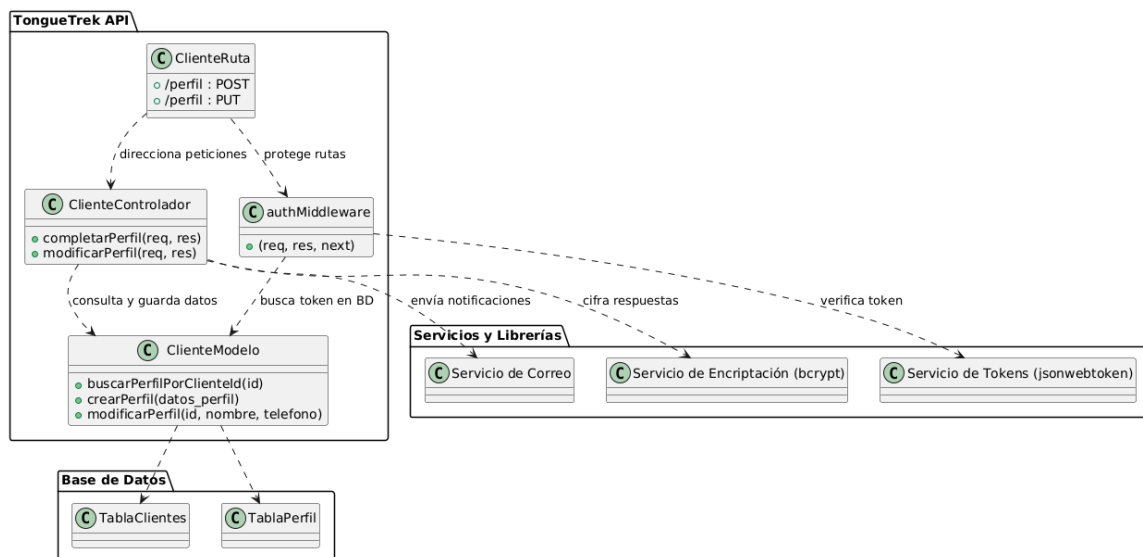 TongueTrek API
C ClienteRuta
/perfil : POST
/perfil : PUT
direcciona peticiones
protege rutas
C ClienteControlador
completarPerfil(req, res)
modificarPerfil(req, res)
C authMiddleware
(req, res, next)
consulta y guarda datos
busca token en BD
envía notificaciones
cifra respuestas
verifica token
C ClienteModelo
buscarPerfilPorClienteId(id)
crearPerfil(datos_perfil)
modificarPerfil(id, nombre, telefono)
Servicios y Librerías
C Servicio de Correo
C Servicio de Encriptación (bcrypt)
C Servicio de Tokens (jsonwebtoken)
Base de Datos
C TablaClientes
C TablaPerfil